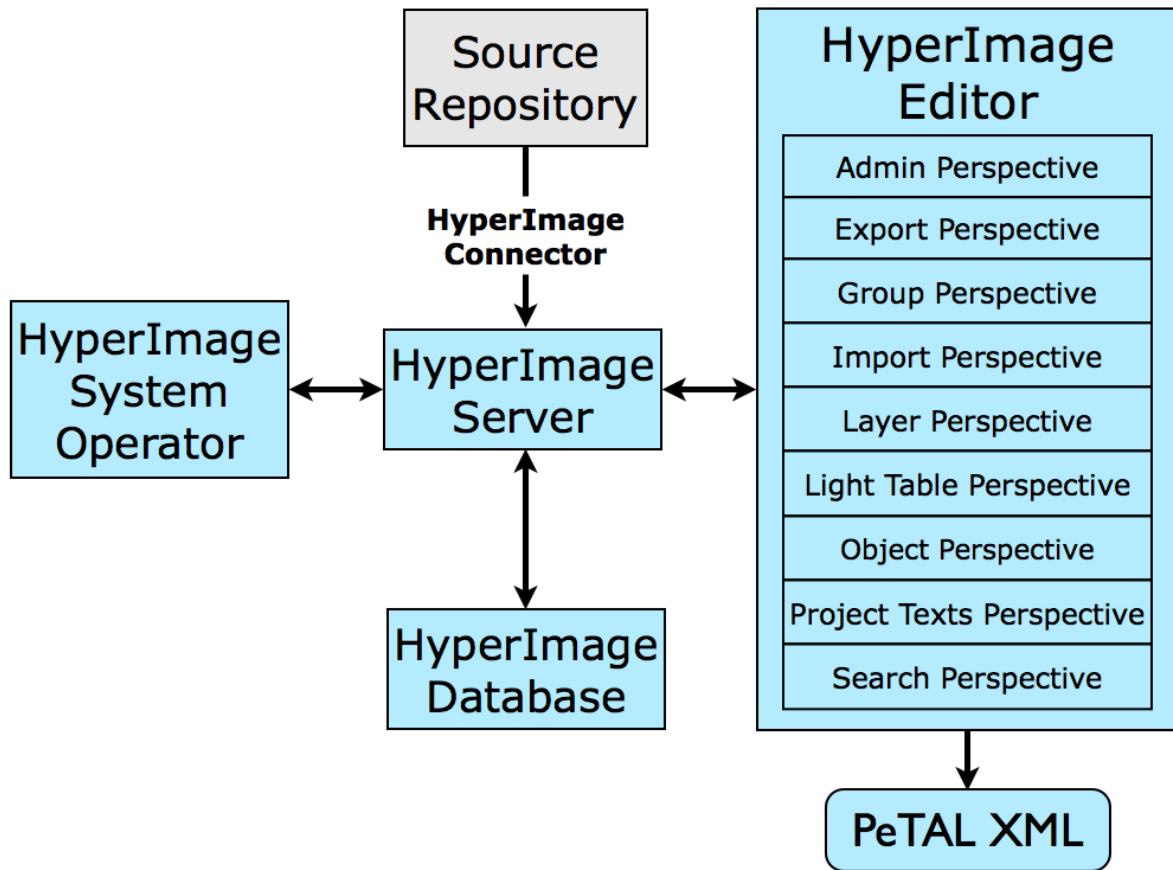 Source
Repository
HyperImage
Connector
HyperImage
System
Operator
HyperImage
Server
HyperImage
Database
HyperImage
Editor
Admin Perspective
Export Perspective
Group Perspective
Import Perspective
Layer Perspective
Light Table Perspective
Object Perspective
Project Texts Perspective
Search Perspective
PeTAL XML